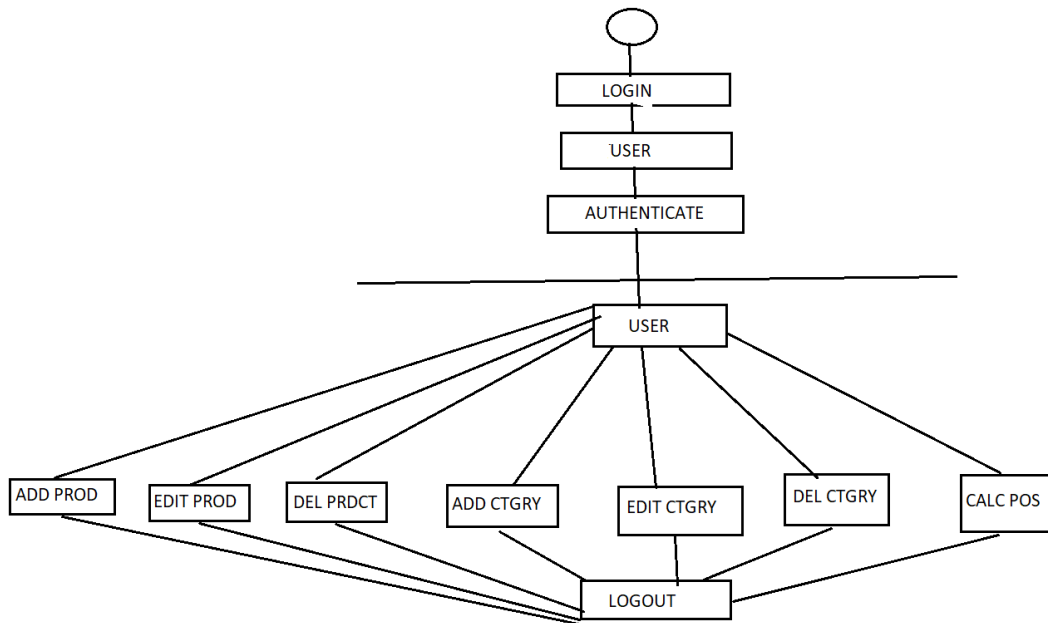 LOGIN
USER
AUTHENTICATE
USER
ADD PROD
EDIT PROD
DEL PRDCT
ADD CTGRY
EDIT CTGRY
DEL CTGRY
CALC POS
LOGOUT